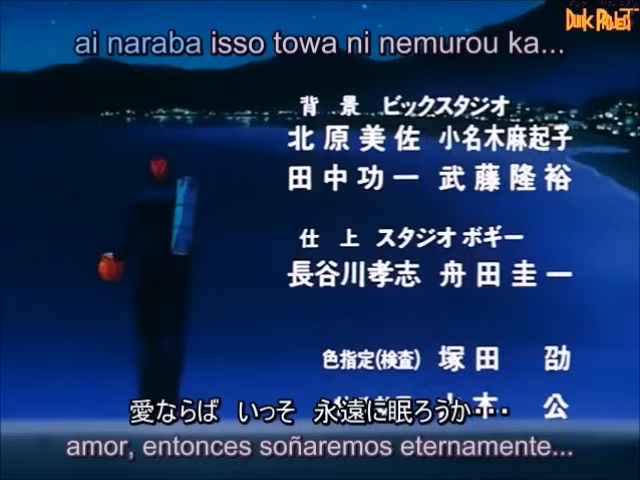 Dunk Project
ai naraba isso towa ni nemurou ka...
背景 ビックスタジオ
北原美佐 小名木麻起子
田中功一 武藤隆裕
仕上 スタジオボギー
長谷川孝志 舟田圭一
色指定(検査) 塚田 劭
木 公
愛ならば いっそ 永遠に眠ろうか・・・
amor, entonces soñaremos eternamente...